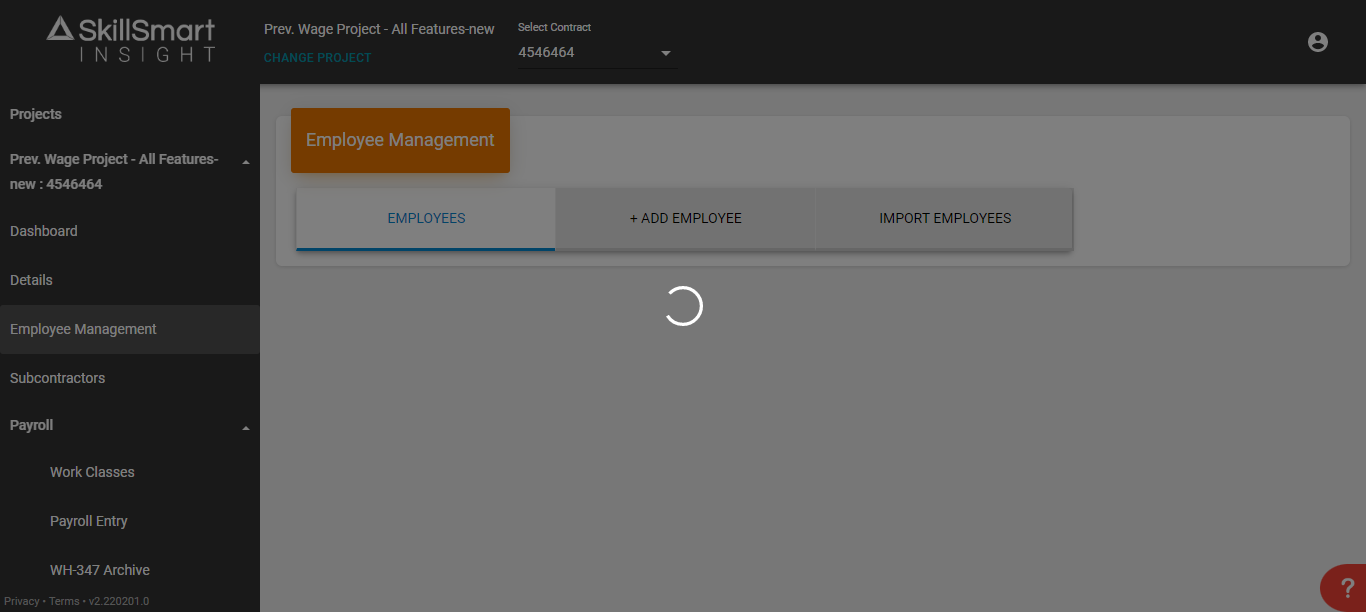 SkillSmart
INSIGHT
Prev. Wage Project - All Features-new
CHANGE PROJECT
Select Contract
4546464
Projects
Prev. Wage Project - All Features-
new : 4546464
Dashboard
Details
Employee Management
Subcontractors
Payroll
Work Classes
Payroll Entry
WH-347 Archive
Privacy • Terms • v2.220201.0
Employee Management
EMPLOYEES
+ ADD EMPLOYEE
IMPORT EMPLOYEES
?